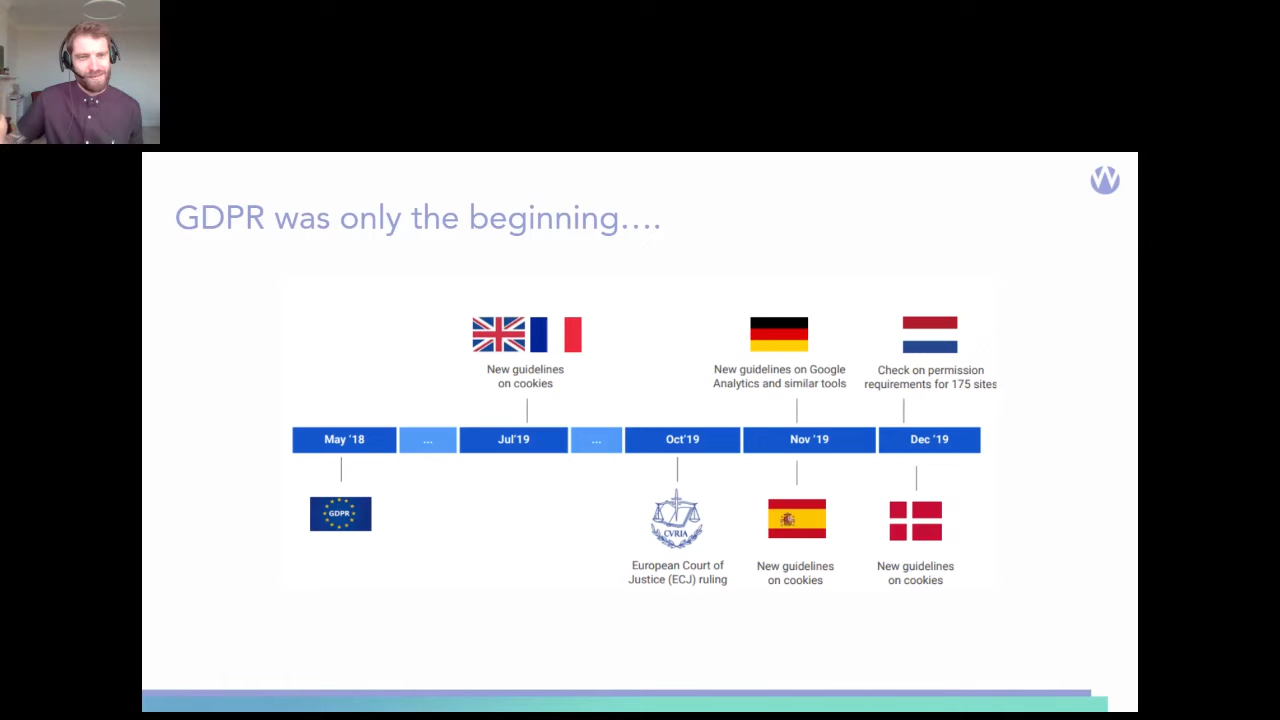 GDPR was only the beginning....
New guidelines
on cookies
New guidelines on Google
Analytics and similar tools
Check on permission
requirements for 175 sites
May '18
...
Jul'19
...
Oct'19
Nov '19
Dec '19
GDPR
CVRIA
European Court of
Justice (ECJ) ruling
New guidelines
on cookies
New guidelines
on cookies